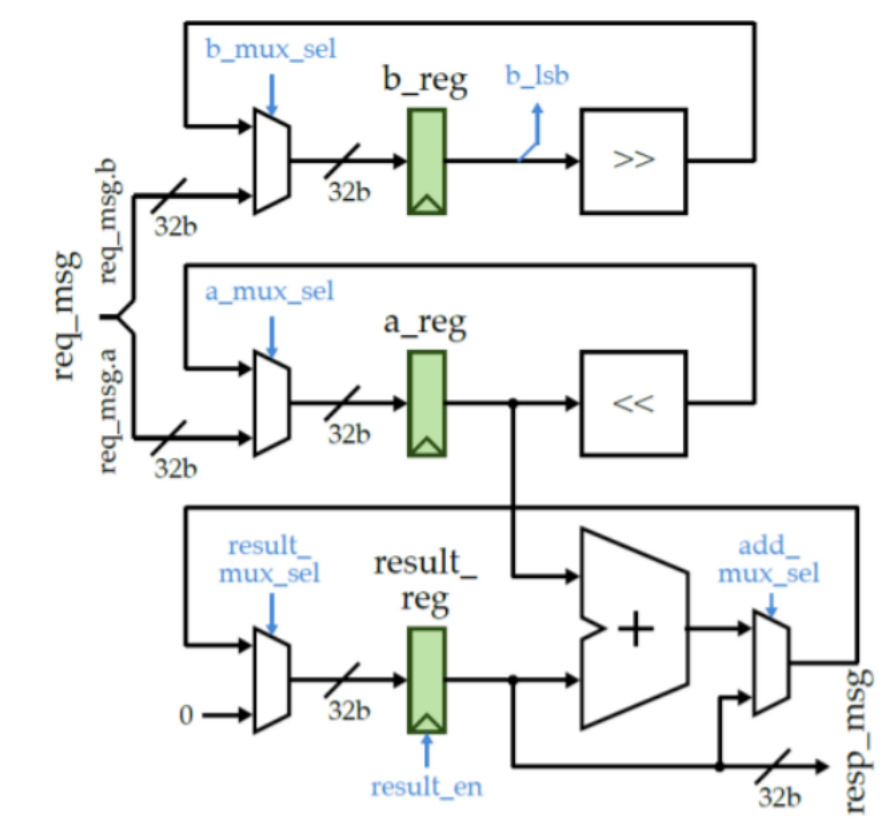 b_mux_sel
b_reg
b_lsb
>>
32b
req_msg.b
32b
req_msg
a_mux_sel
a_reg
<<
32b
req_msg.a
32b
result_
mux_sel
result_
reg
+
add_
mux_sel
0
32b
result_en
32b
resp_msg